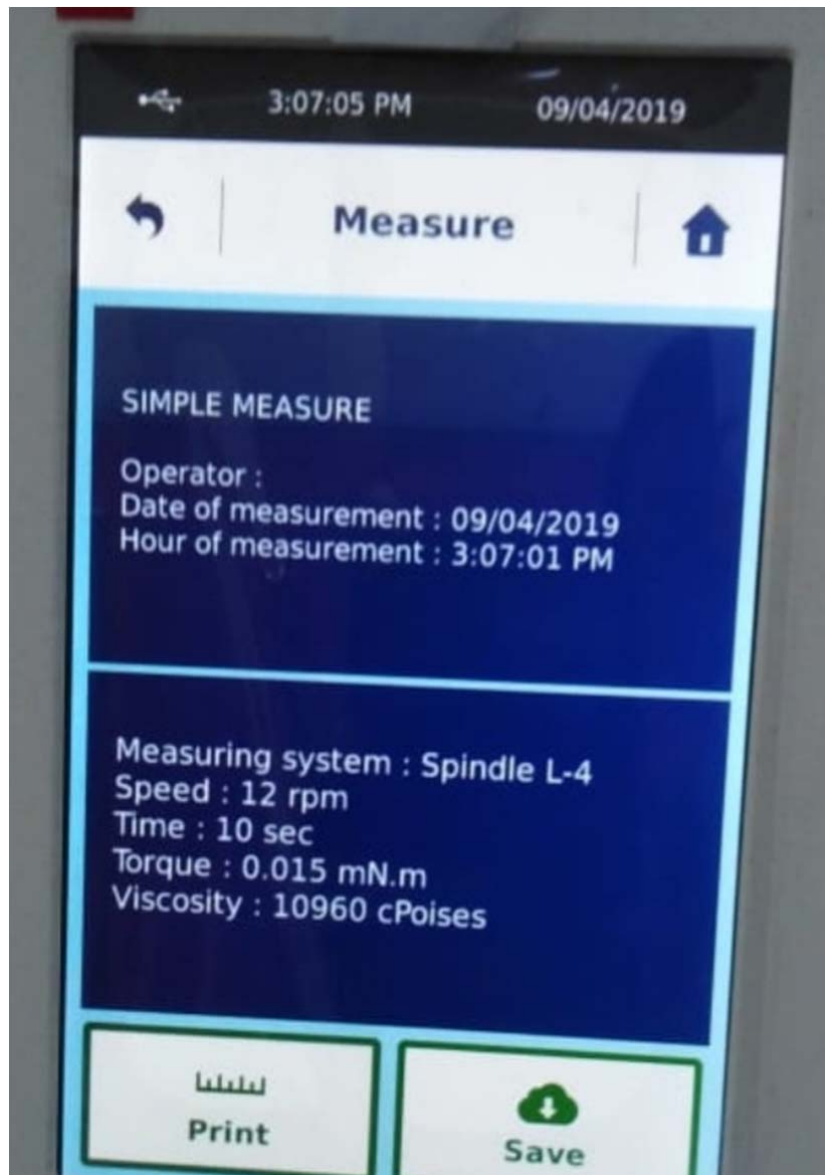 3:07:05 PM 09/04/2019
Measure
SIMPLE MEASURE
Operator :
Date of measurement : 09/04/2019
Hour of measurement : 3:07:01 PM
Measuring system : Spindle L-4
Speed : 12 rpm
Time : 10 sec
Torque : 0.015 mN.m
Viscosity : 10960 cPoises
Print
Save